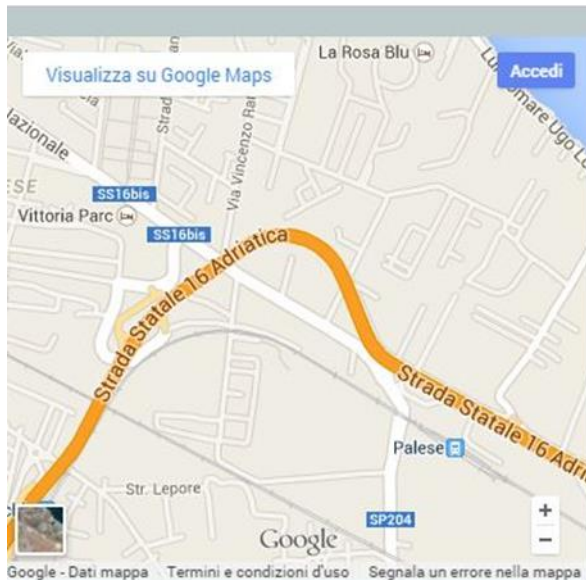 La Rosa Blu
Visualizza su Google Maps
Accedi
Strada
Via Vincenzo
SS16bis
Vittoria Parc
SS16bis
Strada Statale 16 Adriatica
Strada Statale 16
Palese
Str. Lepore
SP204
Google
+
-
Google - Dati mappa Termini e condizioni d'uso Segnala un errore nella mappa